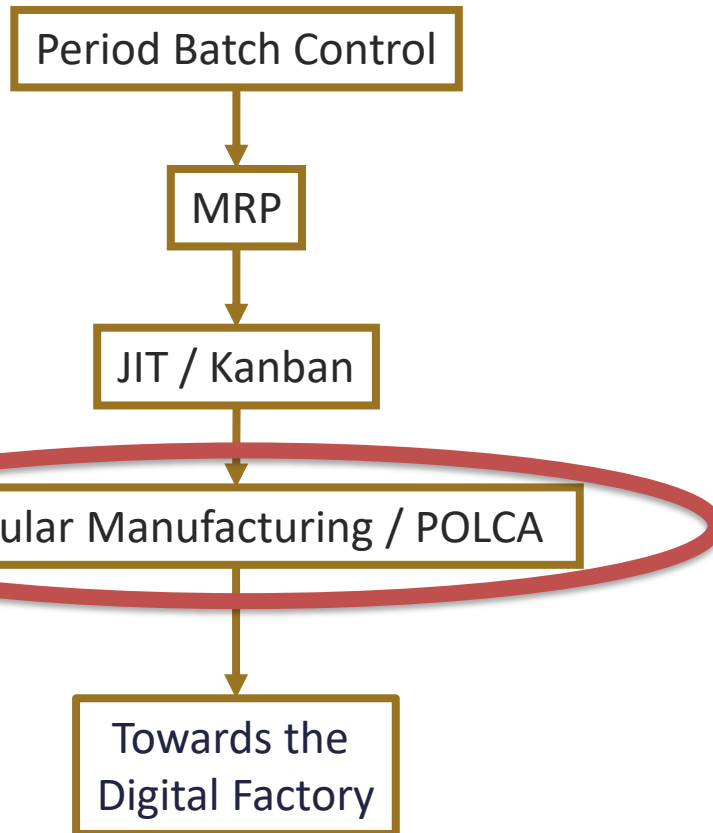 Period Batch Control
MRP
JIT / Kanban
ular Manufacturing / POLCA
Towards the
Digital Factory